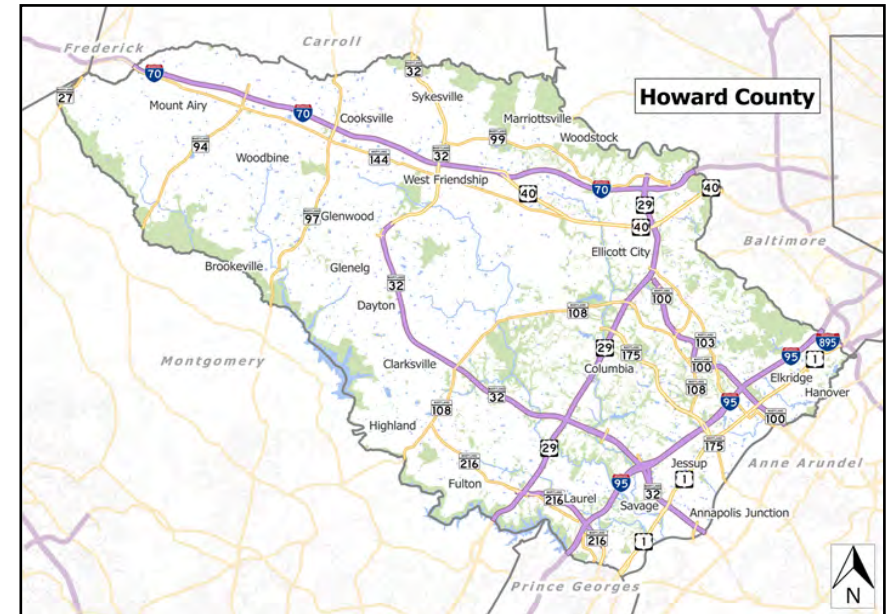 Frederick
Carroll
32
70
27
Mount Airy
Sykesville
Howard County
70
Cooksville
Marriottsville
Woodstock
94
Woodbine
144
32
99
West Friendship
40
70
40
29
97
Glenwood
40
Ellicott City
Baltimore
Brookeville
Glenelg
32
100
Dayton
108
Montgomery
29
175
103
95
895
1
Clarksville
Columbia
100
Elkridge
108
Hanover
32
95
108
100
Highland
29
175
216
Jessup
Anne Arundel
Fulton
95
1
216
Laurel
32
Savage
Annapolis Junction
216
1
Prince Georges
N